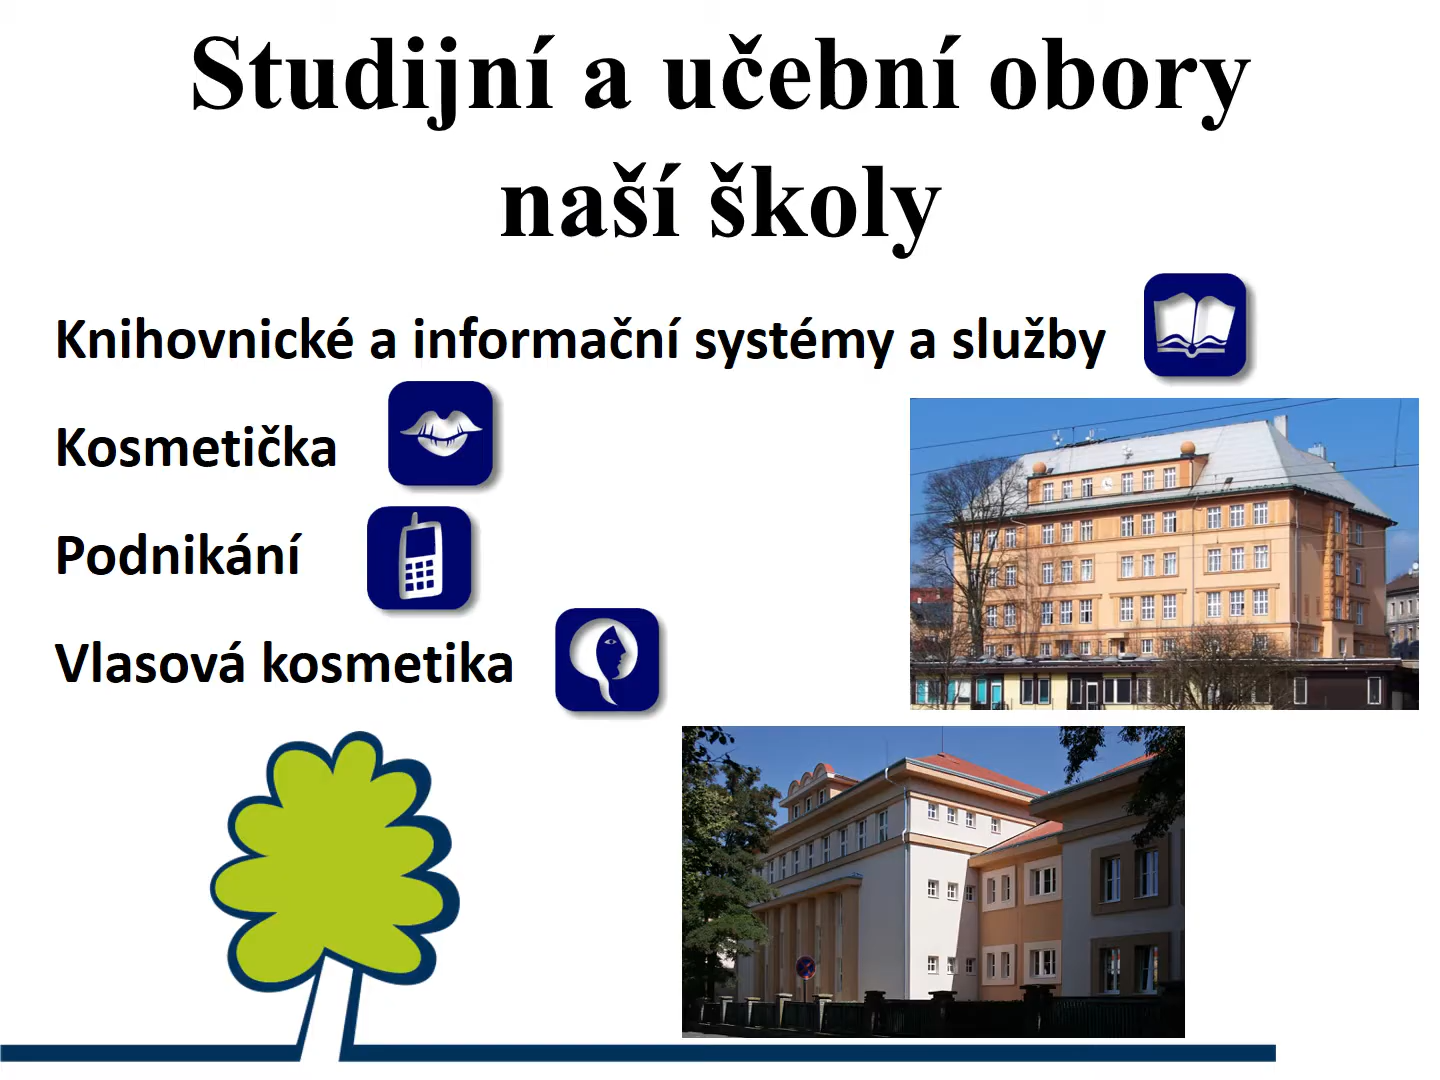 Studijní a učební obory
naší školy
Knihovnické a informační systémy a služby
Kosmetička
Podnikání
Vlasová kosmetika